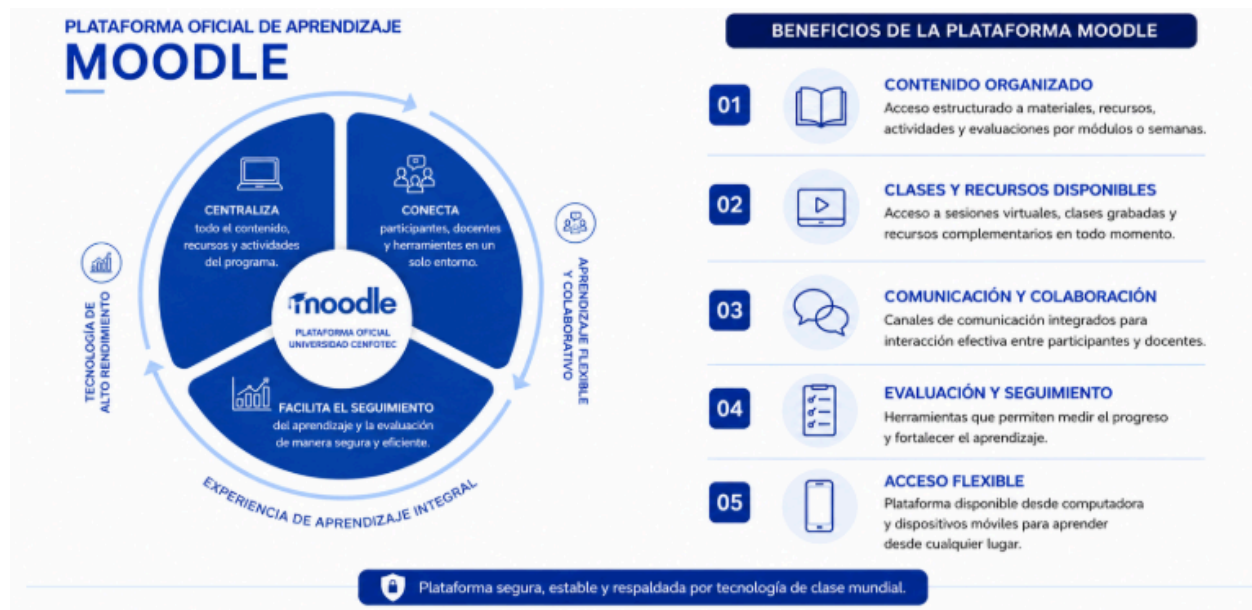 PLATAFORMA OFICIAL DE APRENDIZAJE
MOODLE
CENTRALIZA
todo el contenido,
recursos y actividades
del programa.
CONECTA
participantes, docentes
y herramientas en un
solo entorno.
moodle
PLATAFORMA OFICIAL
UNIVERSIDAD CENFOTEC
FACILITA EL SEGUIMIENTO
del aprendizaje y la evaluación
de manera segura y eficiente.
TECNOLOGÍA DE
ALTO RENDIMIENTO
APRENDIZAJE FLEXIBLE
Y COLABORATIVO
EXPERIENCIA DE APRENDIZAJE INTEGRAL
BENEFICIOS DE LA PLATAFORMA MOODLE
01
CONTENIDO ORGANIZADO
Acceso estructurado a materiales, recursos,
actividades y evaluaciones por módulos o semanas.
02
CLASES Y RECURSOS DISPONIBLES
Acceso a sesiones virtuales, clases grabadas y
recursos complementarios en todo momento.
03
COMUNICACIÓN Y COLABORACIÓN
Canales de comunicación integrados para
interacción efectiva entre participantes y docentes.
04
EVALUACIÓN Y SEGUIMIENTO
Herramientas que permiten medir el progreso
y fortalecer el aprendizaje.
05
ACCESO FLEXIBLE
Plataforma disponible desde computadora
y dispositivos móviles para aprender
desde cualquier lugar.
Plataforma segura, estable y respaldada por tecnología de clase mundial.